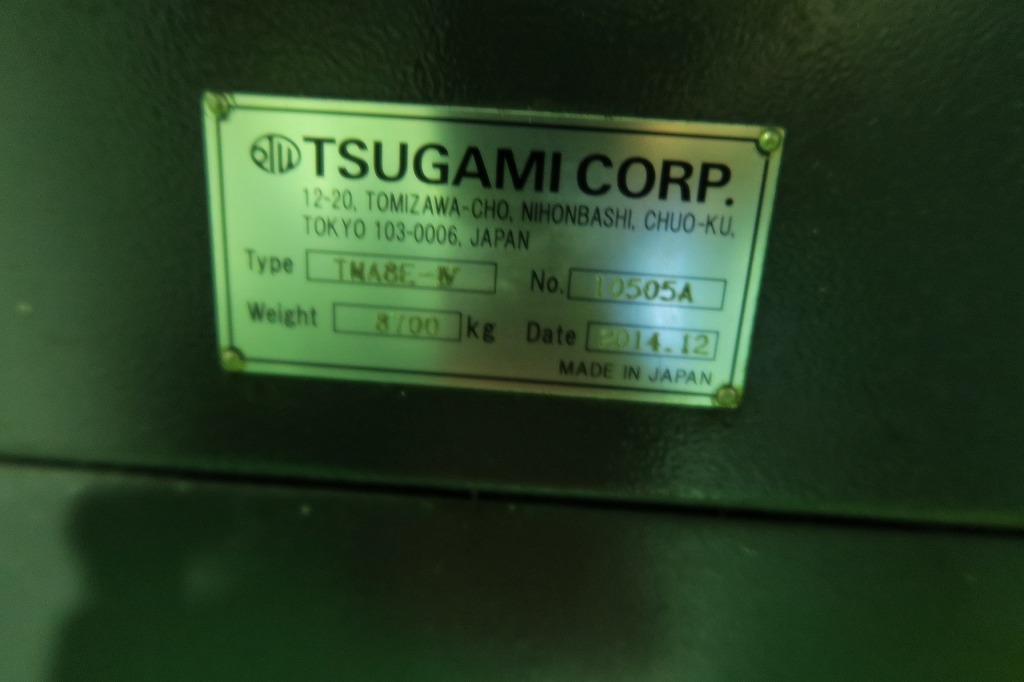 TSUGAMI CORP.
12-20, TOMIZAWA-CHO, NIHONBASHI, CHUO-KU,
TOKYO 103-0006, JAPAN
Type TMA8E-Ⅳ No. 10505A
Weight 8700 kg Date 2014.12
MADE IN JAPAN